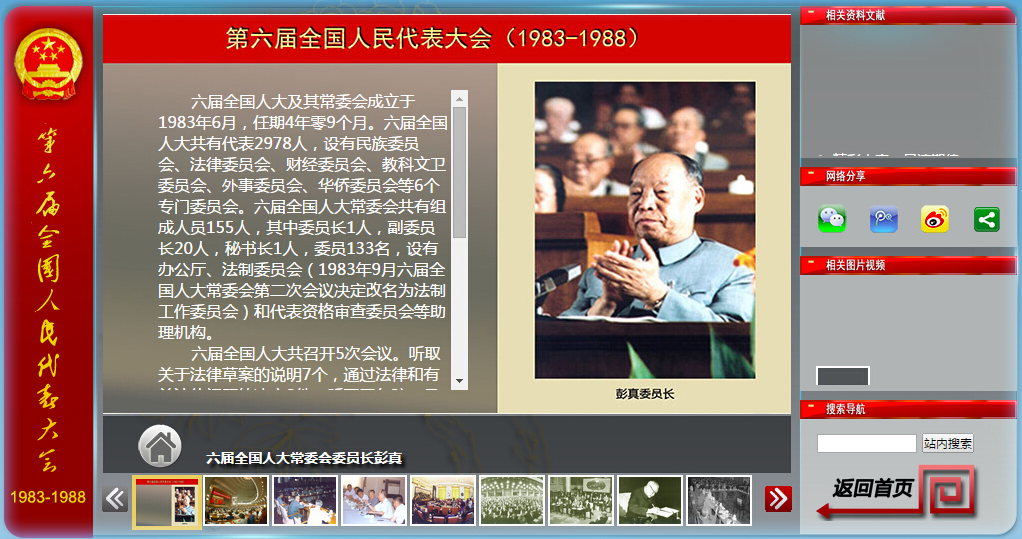 第六届全国人民代表大会
1983-1988
第六届全国人民代表大会（1983-1988）
六届全国人大及其常委会成立于
1983年6月，任期4年零9个月。六届全国
人大共有代表2978人，设有民族委员
会、法律委员会、财经委员会、教科文卫
委员会、外事委员会、华侨委员会等6个
专门委员会。六届全国人大常委会共有组
成人员155人，其中委员长1人，副委员
长20人，秘书长1人，委员133名，设有
办公厅、法制委员会（1983年9月六届全
国人大常委会第二次会议决定改名为法制
工作委员会）和代表资格审查委员会等助
理机构。
六届全国人大共召开5次会议。听取
关于法律草案的说明7个，通过法律和有
彭真委员长
六届全国人大常委会委员长彭真
相关资料文献
网络分享
相关图片视频
搜索导航
站内搜索
返回首页